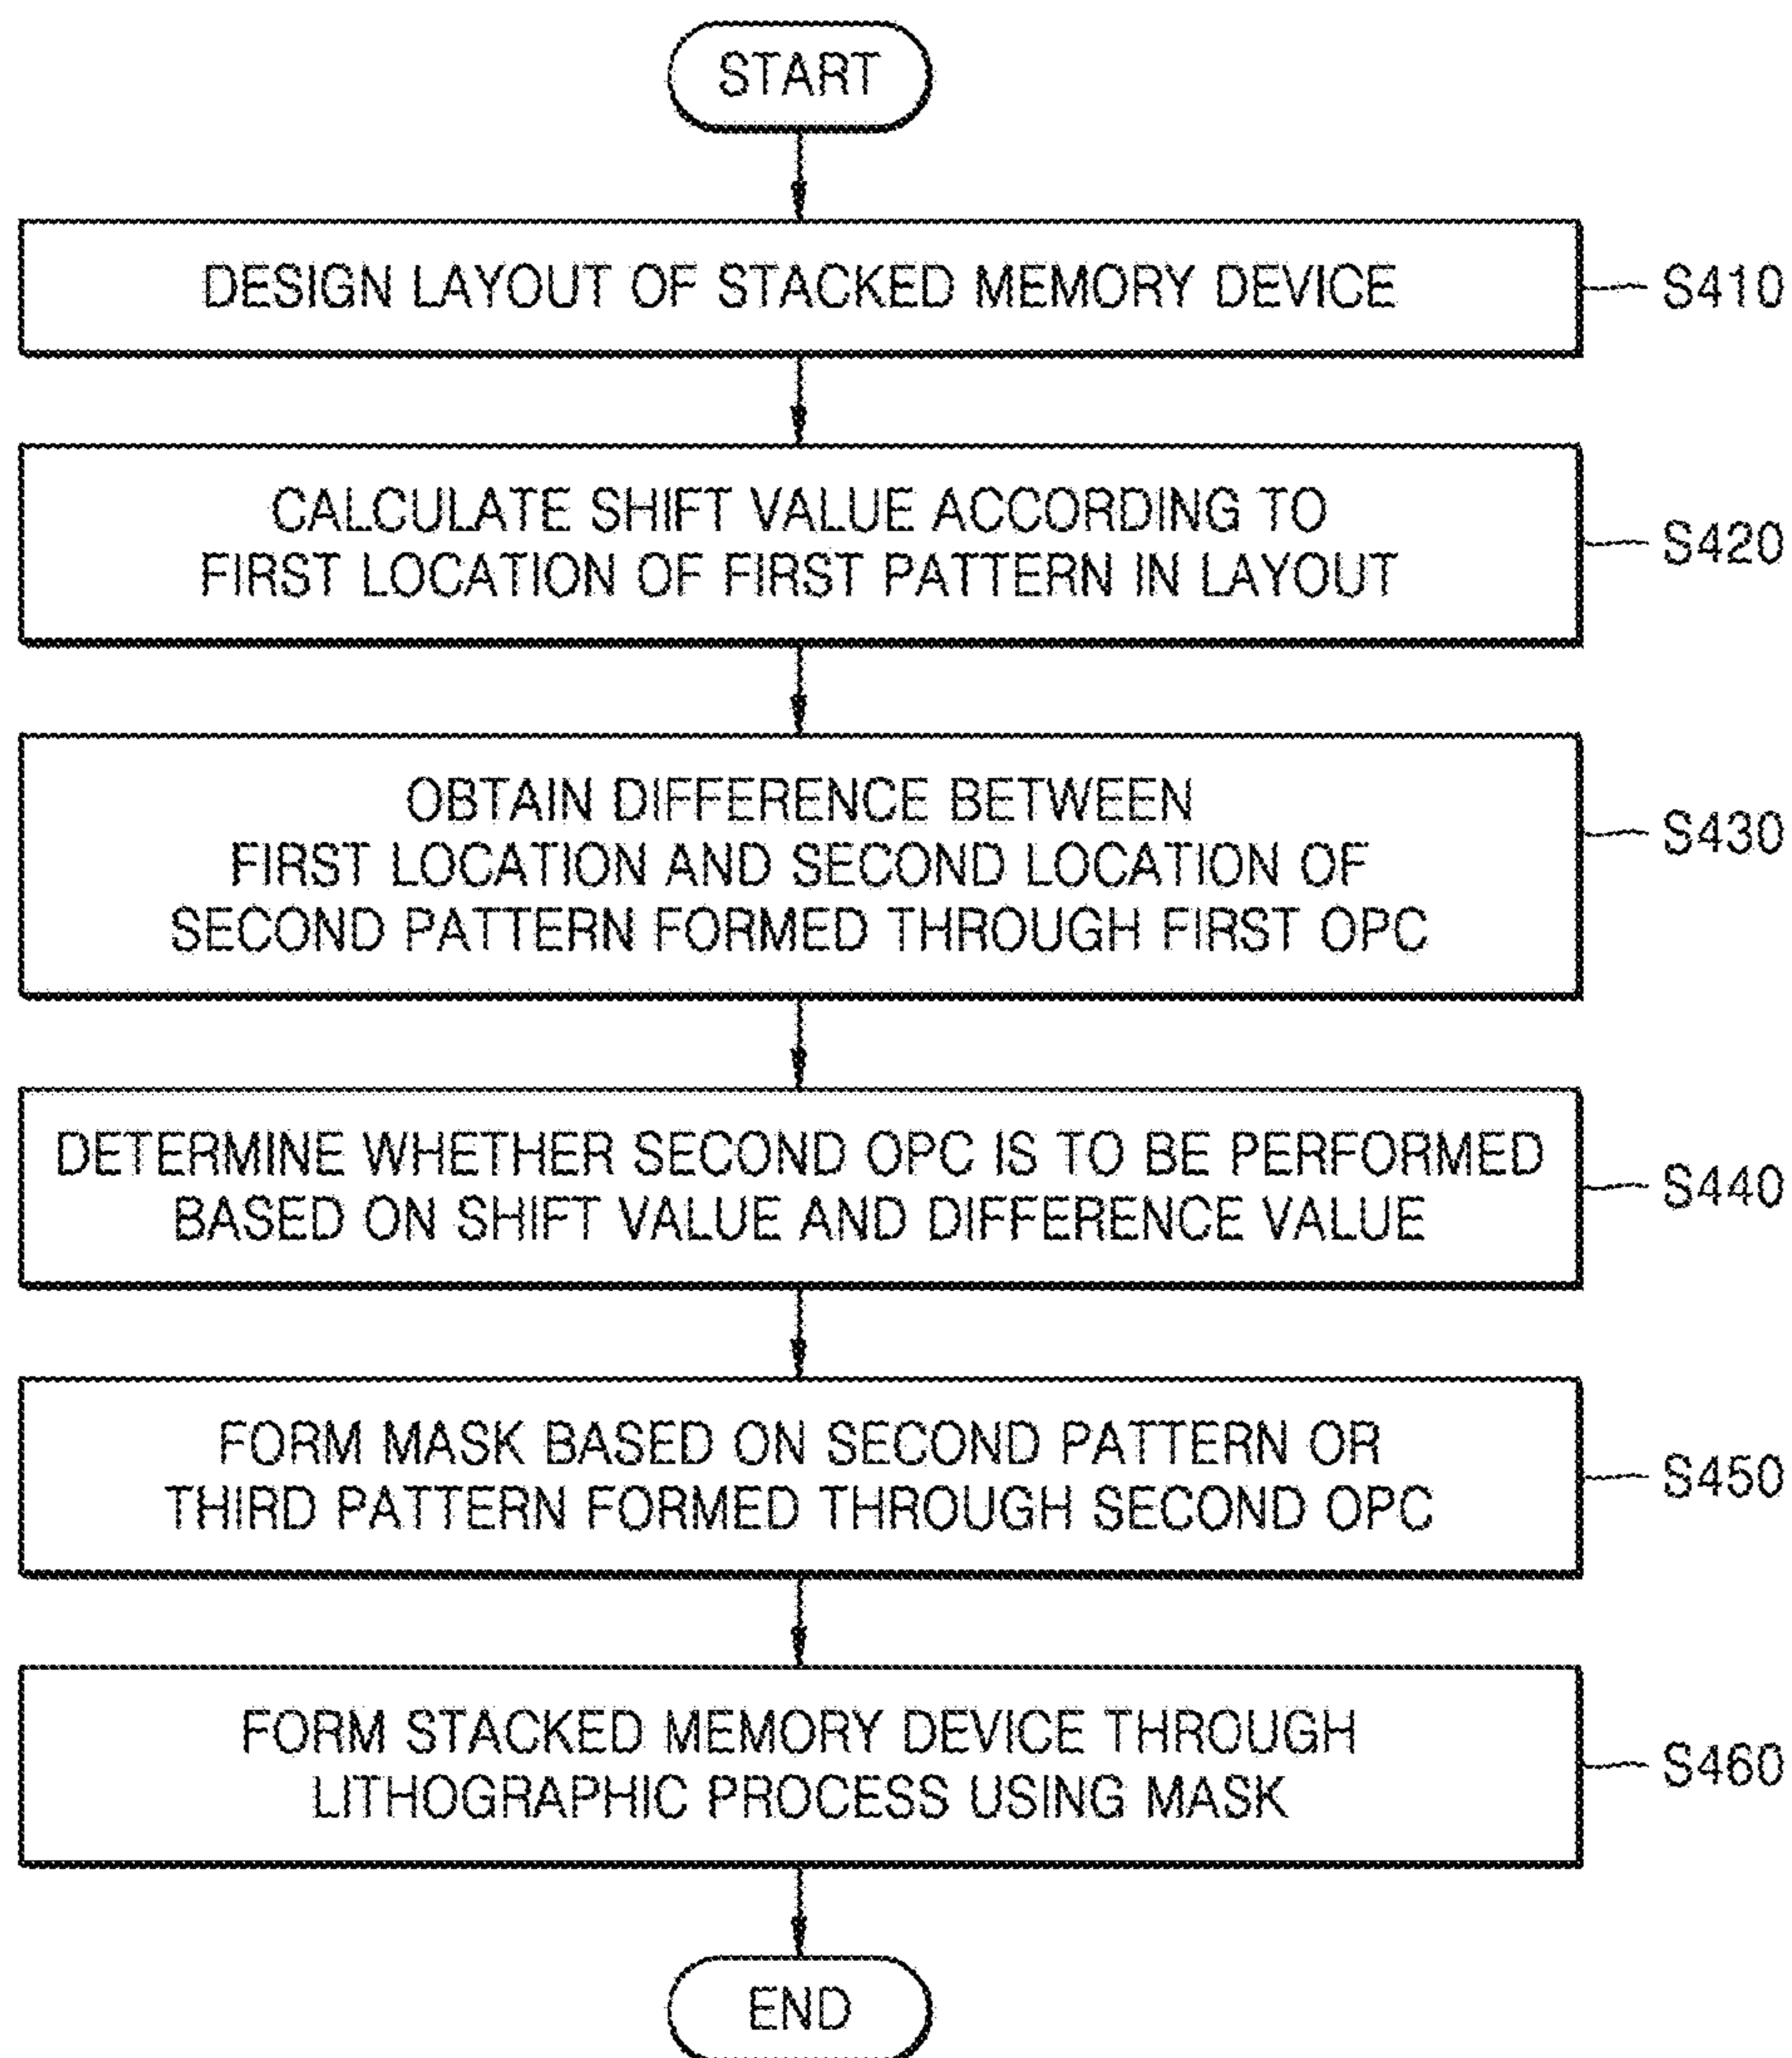 START
DESIGN LAYOUT OF STACKED MEMORY DEVICE
S410
CALCULATE SHIFT VALUE ACCORDING TO
FIRST LOCATION OF FIRST PATTERN IN LAYOUT
S420
OBTAIN DIFFERENCE BETWEEN
FIRST LOCATION AND SECOND LOCATION OF
SECOND PATTERN FORMED THROUGH FIRST OPC
S430
DETERMINE WHETHER SECOND OPC IS TO BE PERFORMED
BASED ON SHIFT VALUE AND DIFFERENCE VALUE
S440
FORM MASK BASED ON SECOND PATTERN OR
THIRD PATTERN FORMED THROUGH SECOND OPC
S450
FORM STACKED MEMORY DEVICE THROUGH
LITHOGRAPHIC PROCESS USING MASK
S460
END